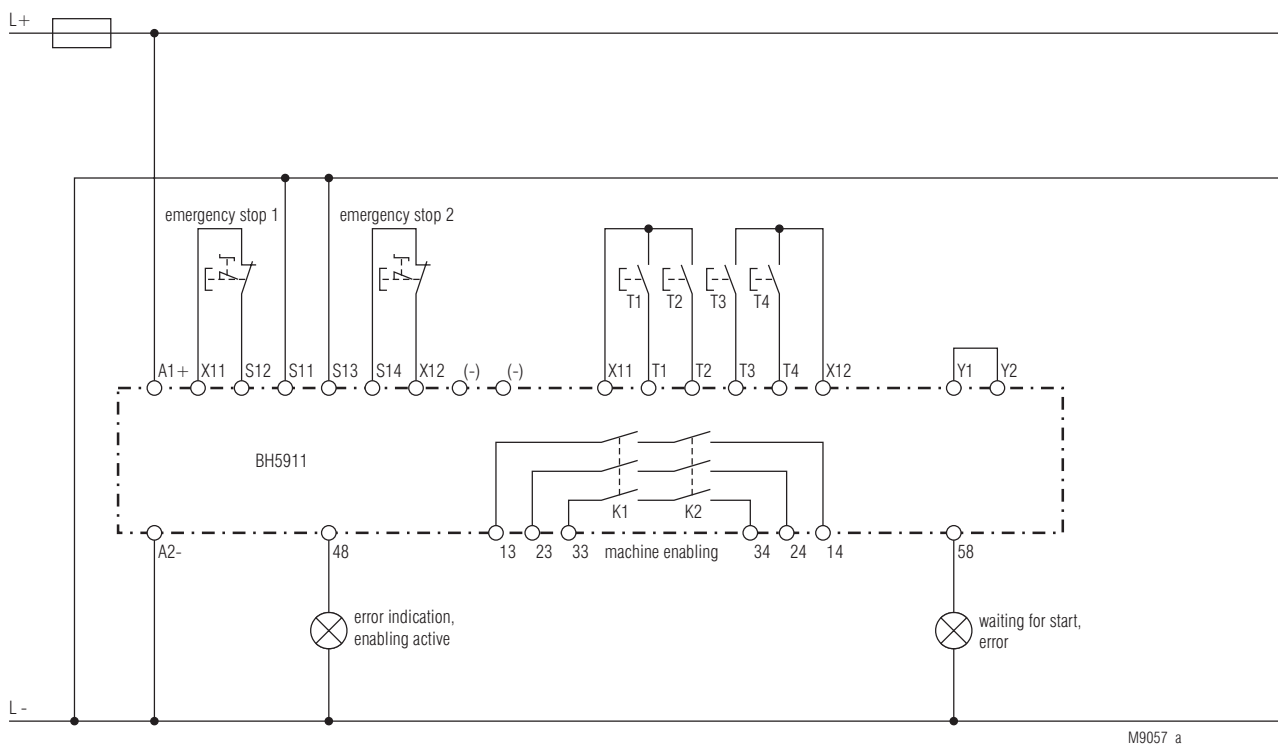 L+
emergency stop 1
emergency stop 2
T1 T2 T3 T4
A1+ X11 S12 S11 S13 S14 X12 (-) (-) X11 T1 T2 T3 T4 X12 Y1 Y2
BH5911
K1 K2
A2- 48 13 23 33 machine enabling 34 24 14 58
error indication,
enabling active
waiting for start,
error
L -
M9057_a